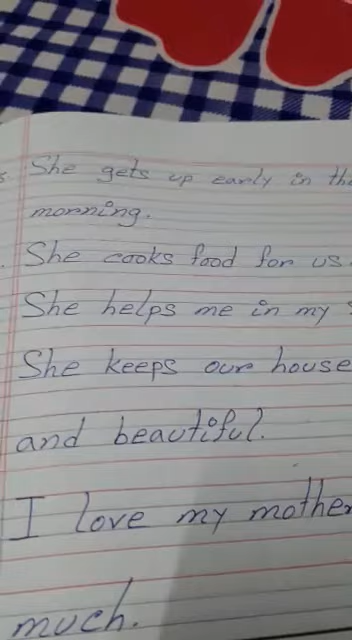 She gets up early in the
morning.
She cooks food for us.
She helps me in my
She keeps our house
and beautiful.
I love my mother
much.